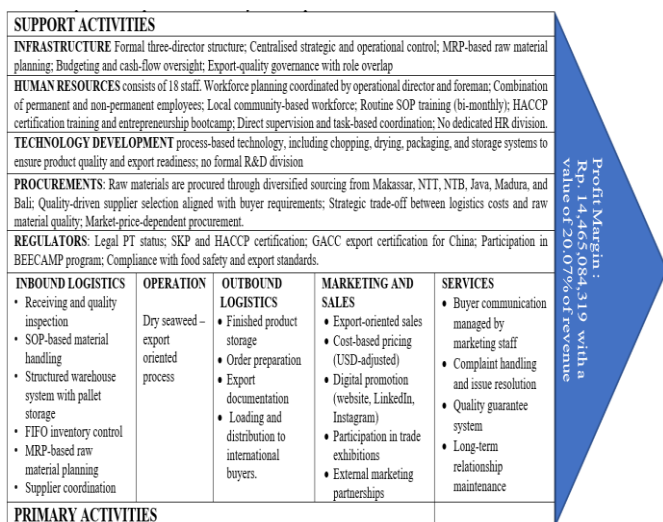 SUPPORT ACTIVITIES
INFRASTRUCTURE Formal three-director structure; Centralised strategic and operational control; MRP-based raw material
planning; Budgeting and cash-flow oversight; Export-quality governance with role overlap
HUMAN RESOURCES consists of 18 staff. Workforce planning coordinated by operational director and foreman; Combination
of permanent and non-permanent employees; Local community-based workforce; Routine SOP training (bi-monthly); HACCP
certification training and entrepreneurship bootcamp; Direct supervision and task-based coordination; No dedicated HR division.
TECHNOLOGY DEVELOPMENT process-based technology, including chopping, drying, packaging, and storage systems to
ensure product quality and export readiness; no formal R&D division
PROCUREMENTS: Raw materials are procured through diversified sourcing from Makassar, NTT, NTB, Java, Madura, and
Bali; Quality-driven supplier selection aligned with buyer requirements; Strategic trade-off between logistics costs and raw
material quality; Market-price-dependent procurement.
REGULATORS: Legal PT status; SKP and HACCP certification; GACC export certification for China; Participation in
BEECAMP program; Compliance with food safety and export standards.
INBOUND LOGISTICS
• Receiving and quality
inspection
• SOP-based material
handling
• Structured warehouse
system with pallet
storage
• FIFO inventory control
• MRP-based raw
material planning
• Supplier coordination
OPERATION
Dry seaweed –
export
oriented
process
OUTBOUND
LOGISTICS
• Finished product
storage
• Order preparation
• Export
documentation
• Loading and
distribution to
international
buyers.
MARKETING AND
SALES
• Export-oriented sales
• Cost-based pricing
(USD-adjusted)
• Digital promotion
(website, LinkedIn,
Instagram)
• Participation in trade
exhibitions
• External marketing
partnerships
SERVICES
• Buyer communication
managed by
marketing staff
• Complaint handling
and issue resolution
• Quality guarantee
system
• Long-term
relationship
maintenance
PRIMARY ACTIVITIES
Profit Margin :
Rp. 14,465,084,319 with a
value of 20.07% of revenue